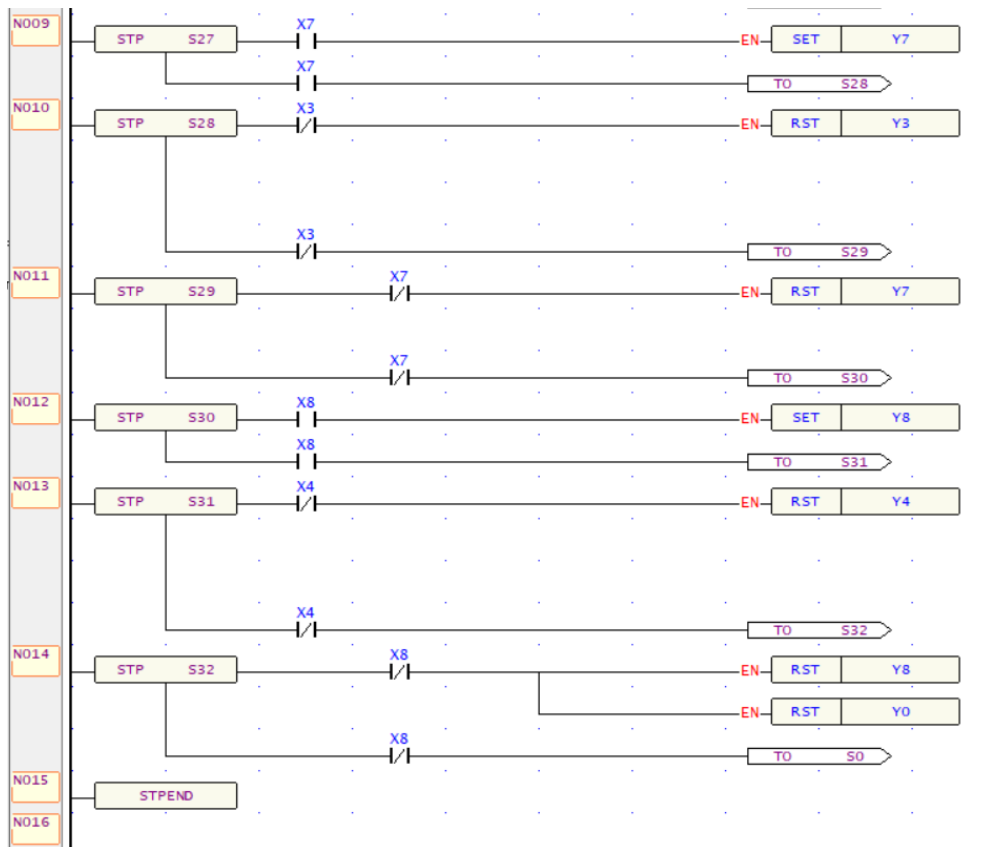 N009
X7
STP S27 EN SET Y7
X7
TO S28
N010
X3
STP S28 EN RST Y3
X3
TO S29
N011
X7
STP S29 EN RST Y7
X7
TO S30
N012
X8
STP S30 EN SET Y8
X8
TO S31
N013
X4
STP S31 EN RST Y4
X4
TO S32
N014
X8
STP S32 EN RST Y8
EN RST Y0
X8
TO S0
N015
STPEND
N016